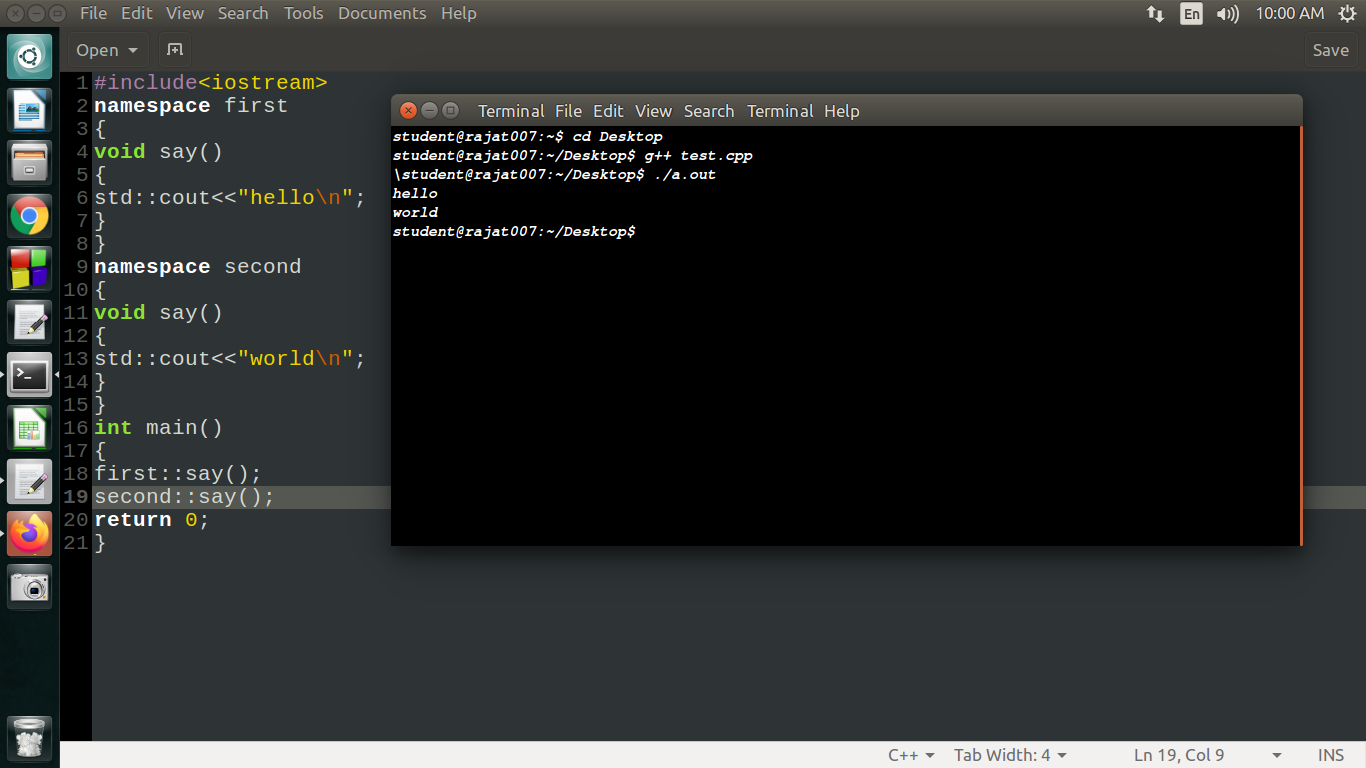 File Edit View Search Tools Documents Help
En
10:00 AM
Open
Save
1 #include<iostream>
2 namespace first
3 {
4 void say()
5 {
6 std::cout<<"hello\n";
7 }
8 }
9 namespace second
10 {
11 void say()
12 {
13 std::cout<<"world\n";
14 }
15 }
16 int main()
17 {
18 first::say();
19 second::say();
20 return 0;
21 }
Terminal File Edit View Search Terminal Help
student@rajat007:~$ cd Desktop
student@rajat007:~/Desktop$ g++ test.cpp
\student@rajat007:~/Desktop$ ./a.out
hello
world
student@rajat007:~/Desktop$
C++ Tab Width: 4 Ln 19, Col 9 INS